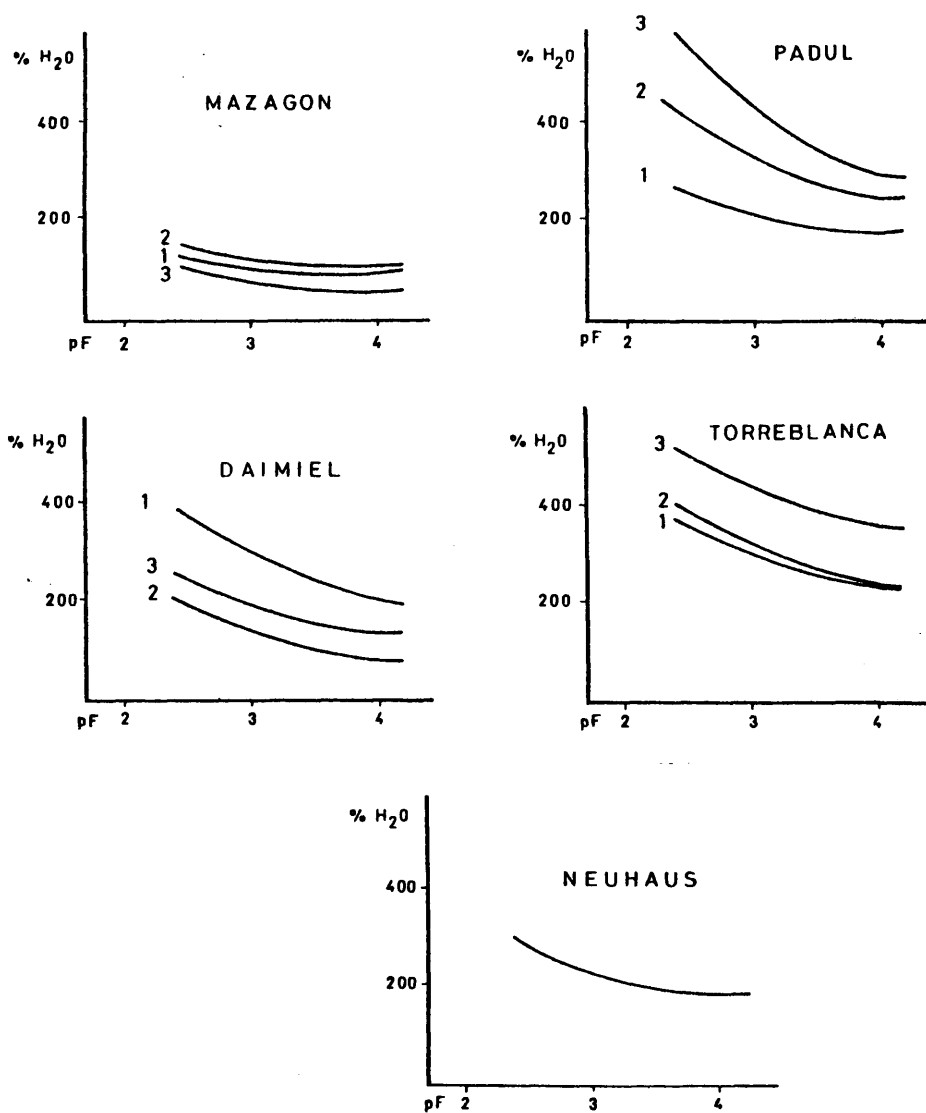 % H₂O
MAZAGON
400
200
2
1
3
pF 2 3 4
% H₂O
PADUL
3
2
400
1
200
pF 2 3 4
% H₂O
DAIMIEL
1
400
3
2
200
pF 2 3 4
% H₂O
TORREBLANCA
3
400
2
1
200
pF 2 3 4
% H₂O
NEUHAUS
400
200
pF 2 3 4